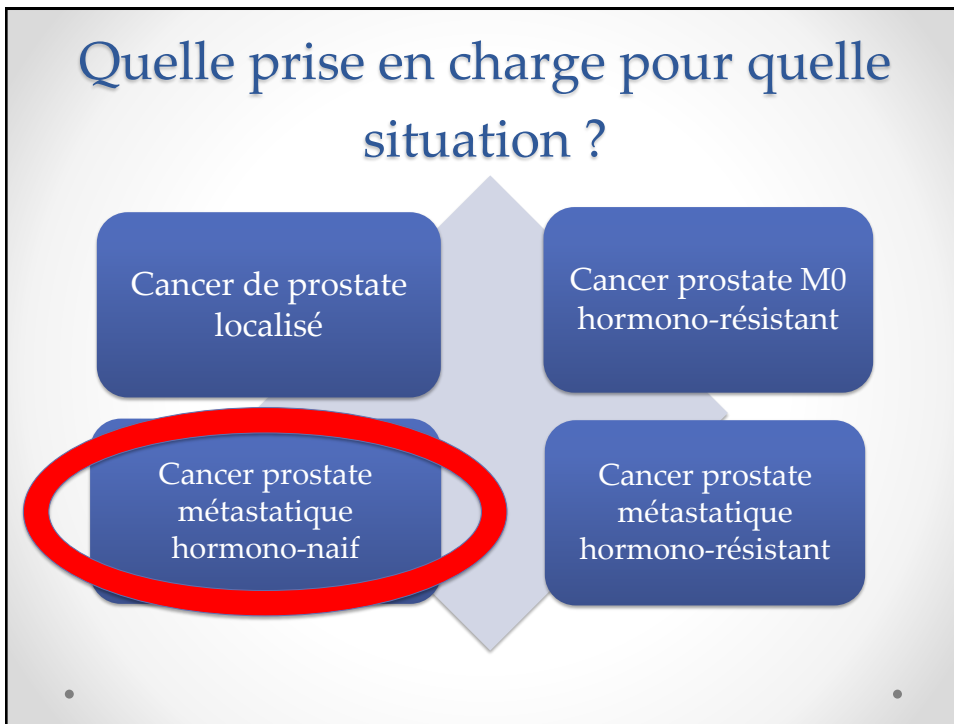 Quelle prise en charge pour quelle
situation ?
Cancer de prostate
localisé
Cancer prostate M0
hormono-résistant
Cancer prostate
métastatique
hormono-naif
Cancer prostate
métastatique
hormono-résistant